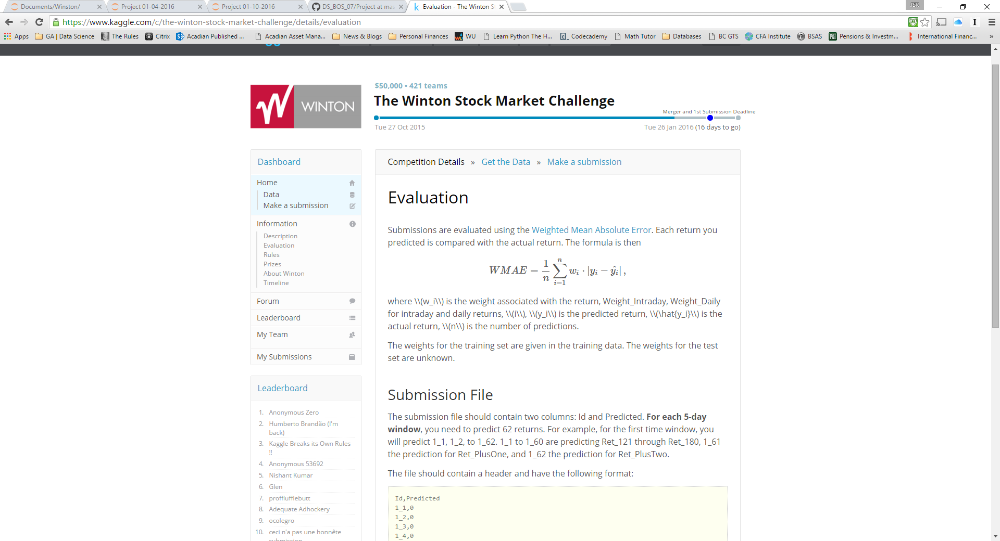 Documents/Winston/
Project 01-04-2016
Project 01-10-2016
DS_BOS_07/Project at mas
Evaluation - The Winton S
JSR
https://www.kaggle.com/c/the-winton-stock-market-challenge/details/evaluation
Apps
GA | Data Science
The Rules
Citrix
Acadian Published ...
Acadian Asset Mana...
News & Blogs
Personal Finances
WU
Learn Python The H...
Codecademy
Math Tutor
Databases
BC GTS
CFA Institute
BSAS
Pensions & Investm...
International Financ...
»
WINTON
$50,000 • 421 teams
The Winton Stock Market Challenge
Merger and 1st Submission Deadline
Tue 27 Oct 2015
Tue 26 Jan 2016 (16 days to go)
Dashboard
Home
Data
Make a submission
Information
Description
Evaluation
Rules
Prizes
About Winton
Timeline
Forum
Leaderboard
My Team
My Submissions
Leaderboard
1. Anonymous Zero
2. Humberto Brandão (I'm
back)
3. Kaggle Breaks its Own Rules
!!
4. Anonymous 53692
5. Nishant Kumar
6. Glen
7. proffflufflebutt
8. Adequate Adhockery
9. ocolegro
10. ceci n'a pas une honnête
submission
Competition Details » Get the Data » Make a submission
Evaluation
Submissions are evaluated using the Weighted Mean Absolute Error. Each return you
predicted is compared with the actual return. The formula is then
WMAE = 1/n ∑ i=1 n w_i · |y_i − ŷ_i| ,
where \\(w_i\\) is the weight associated with the return, Weight_Intraday, Weight_Daily
for intraday and daily returns, \\(i\\), \\(y_i\\) is the predicted return, \\(\hat{y_i}\\) is the
actual return, \\(n\\) is the number of predictions.
The weights for the training set are given in the training data. The weights for the test
set are unknown.
Submission File
The submission file should contain two columns: Id and Predicted. For each 5-day
window, you need to predict 62 returns. For example, for the first time window, you
will predict 1_1, 1_2, to 1_62. 1_1 to 1_60 are predicting Ret_121 through Ret_180, 1_61
the prediction for Ret_PlusOne, and 1_62 the prediction for Ret_PlusTwo.
The file should contain a header and have the following format:
Id,Predicted
1_1,0
1_2,0
1_3,0
1_4,0